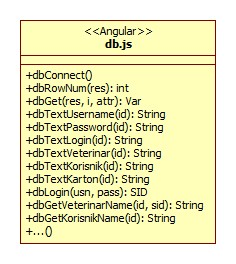 <<Angular>>
db.js
+dbConnect()
+dbRowNum(res): int
+dbGet(res, i, attr): Var
+dbTextUsername(id): String
+dbTextPassword(id): String
+dbTextLogin(id): String
+dbTextVeterinar(id): String
+dbTextKorisnik(id): String
+dbTextKarton(id): String
+dbLogin(usn, pass): SID
+dbGetVeterinarName(id, sid): String
+dbGetKorisnikName(id): String
+...()